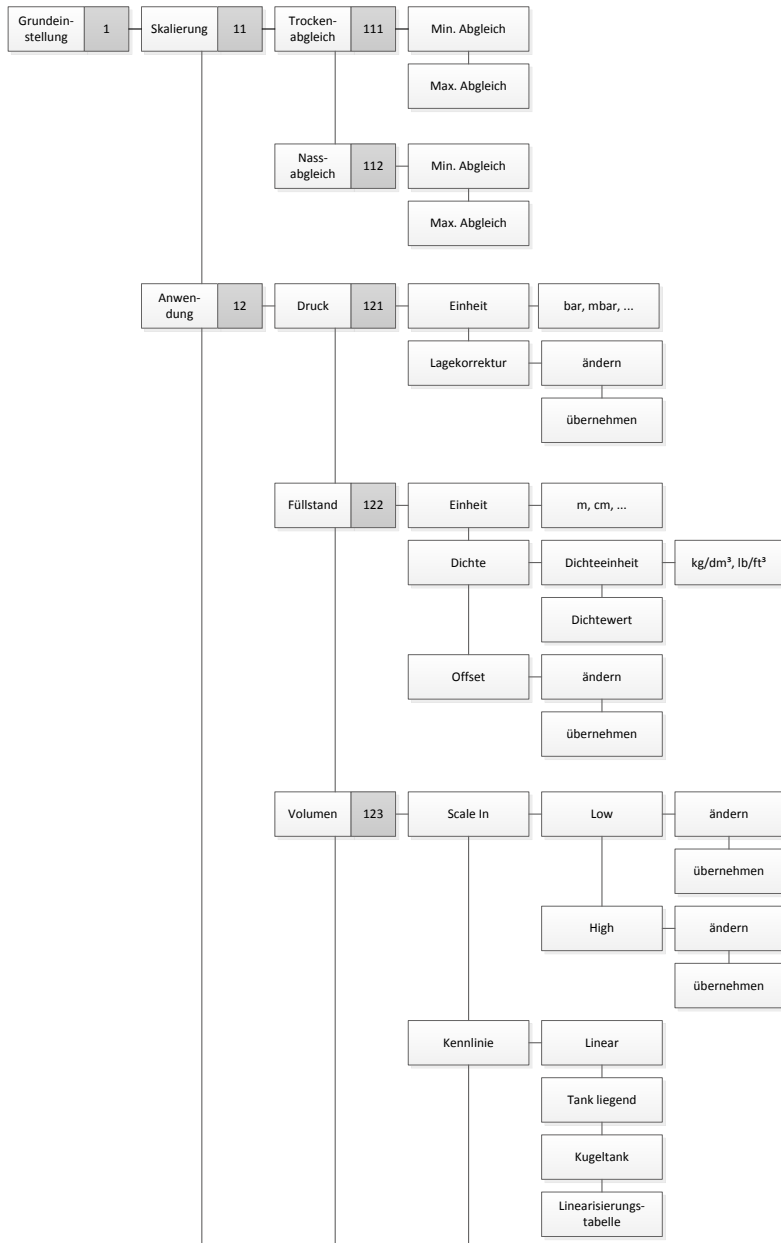 Grundein-
stellung
1
Skalierung
11
Trocken-
abgleich
111
Min. Abgleich
Max. Abgleich
Nass-
abgleich
112
Min. Abgleich
Max. Abgleich
Anwen-
dung
12
Druck
121
Einheit
bar, mbar, ...
Lagekorrektur
ändern
übernehmen
Füllstand
122
Einheit
m, cm, ...
Dichte
Dichteeinheit
kg/dm³, lb/ft³
Dichtewert
Offset
ändern
übernehmen
Volumen
123
Scale In
Low
ändern
übernehmen
High
ändern
übernehmen
Kennlinie
Linear
Tank liegend
Kugeltank
Linearisierungs-
tabelle